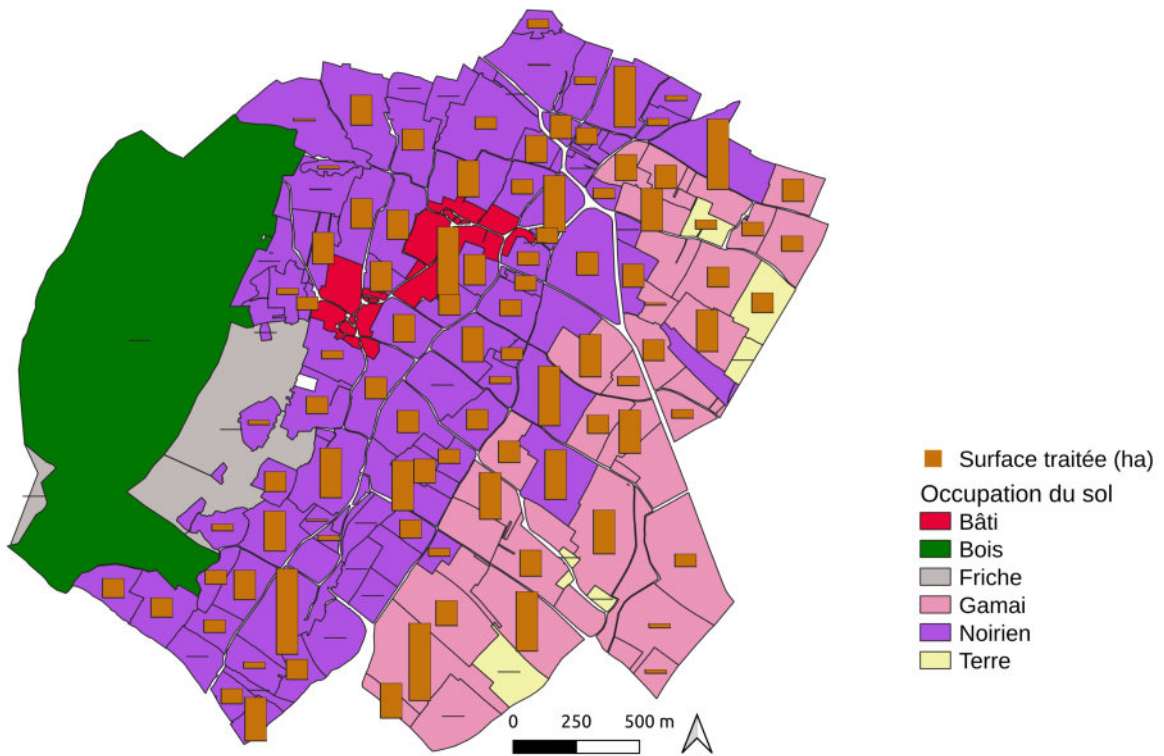 Surface traitée (ha)
Occupation du sol
Bâti
Bois
Friche
Gamai
Noirien
Terre
0 250 500 m